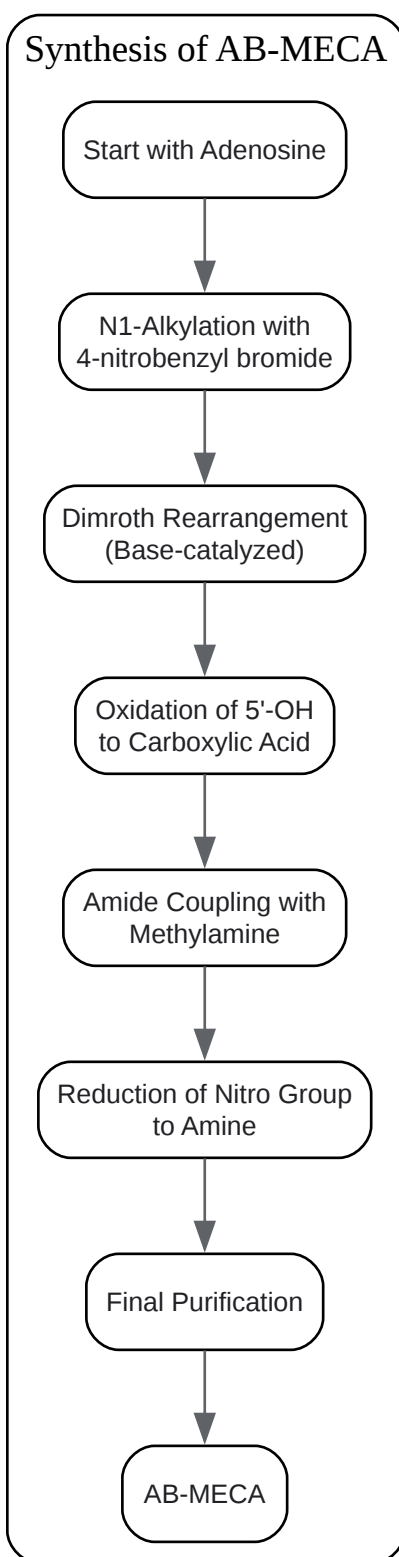 Synthesis of AB-MECA
Start with Adenosine
N1-Alkylation with
4-nitrobenzyl bromide
Dimroth Rearrangement
(Base-catalyzed)
Oxidation of 5'-OH
to Carboxylic Acid
Amide Coupling with
Methylamine
Reduction of Nitro Group
to Amine
Final Purification
AB-MECA